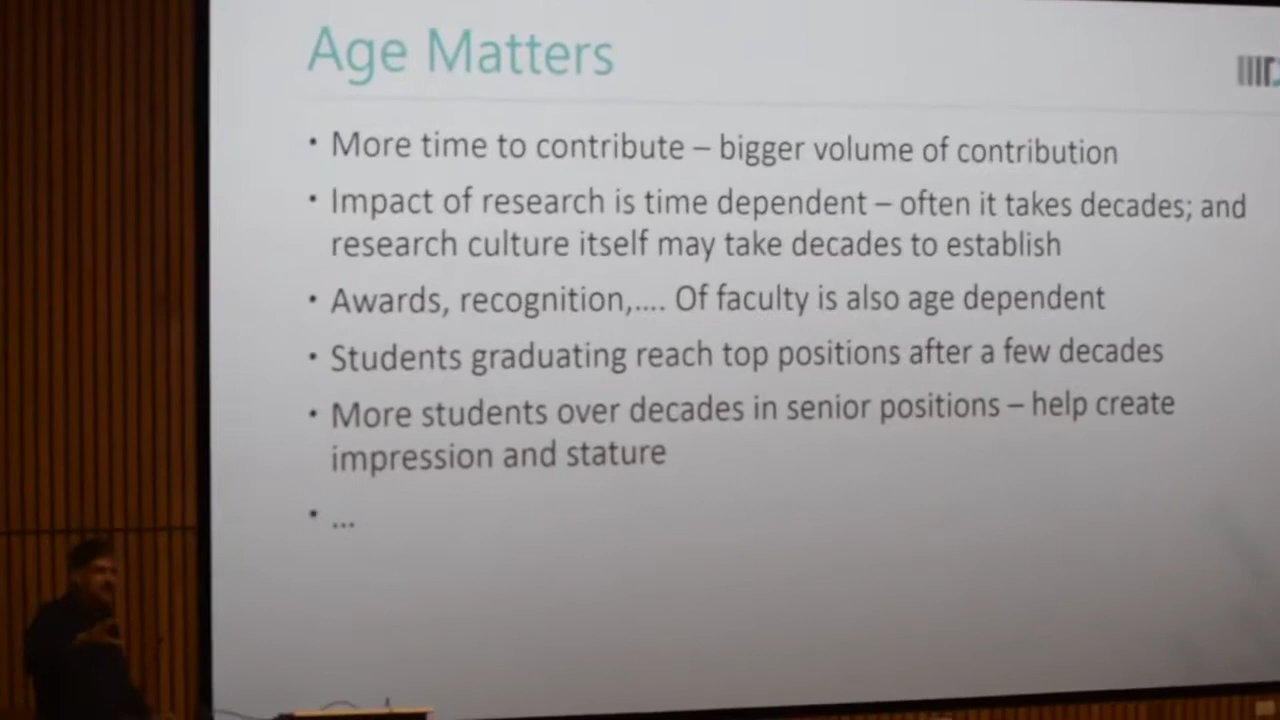 Age Matters
• More time to contribute – bigger volume of contribution
• Impact of research is time dependent – often it takes decades; and
research culture itself may take decades to establish
• Awards, recognition,.... Of faculty is also age dependent
• Students graduating reach top positions after a few decades
• More students over decades in senior positions – help create
impression and stature
• ...